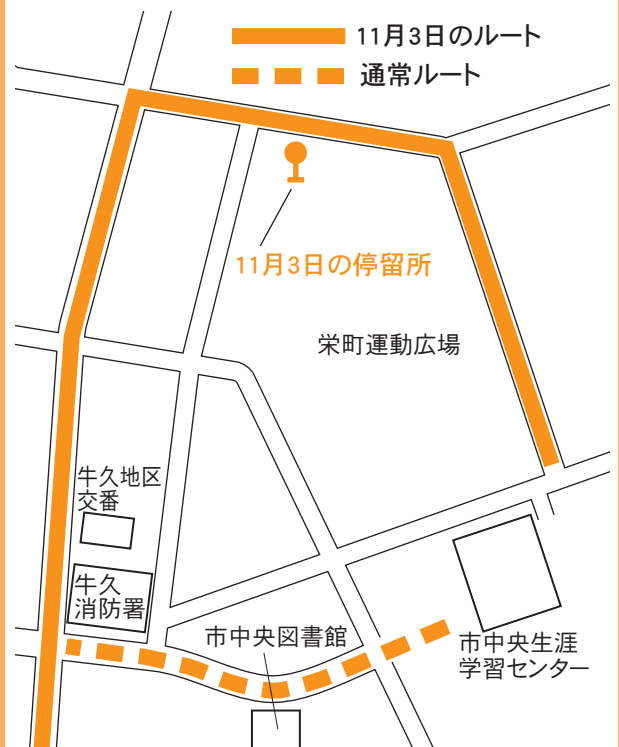 11月3日のルート
通常ルート
11月3日の停留所
栄町運動広場
牛久地区
交番
牛久
消防署
市中央図書館
市中央生涯
学習センター